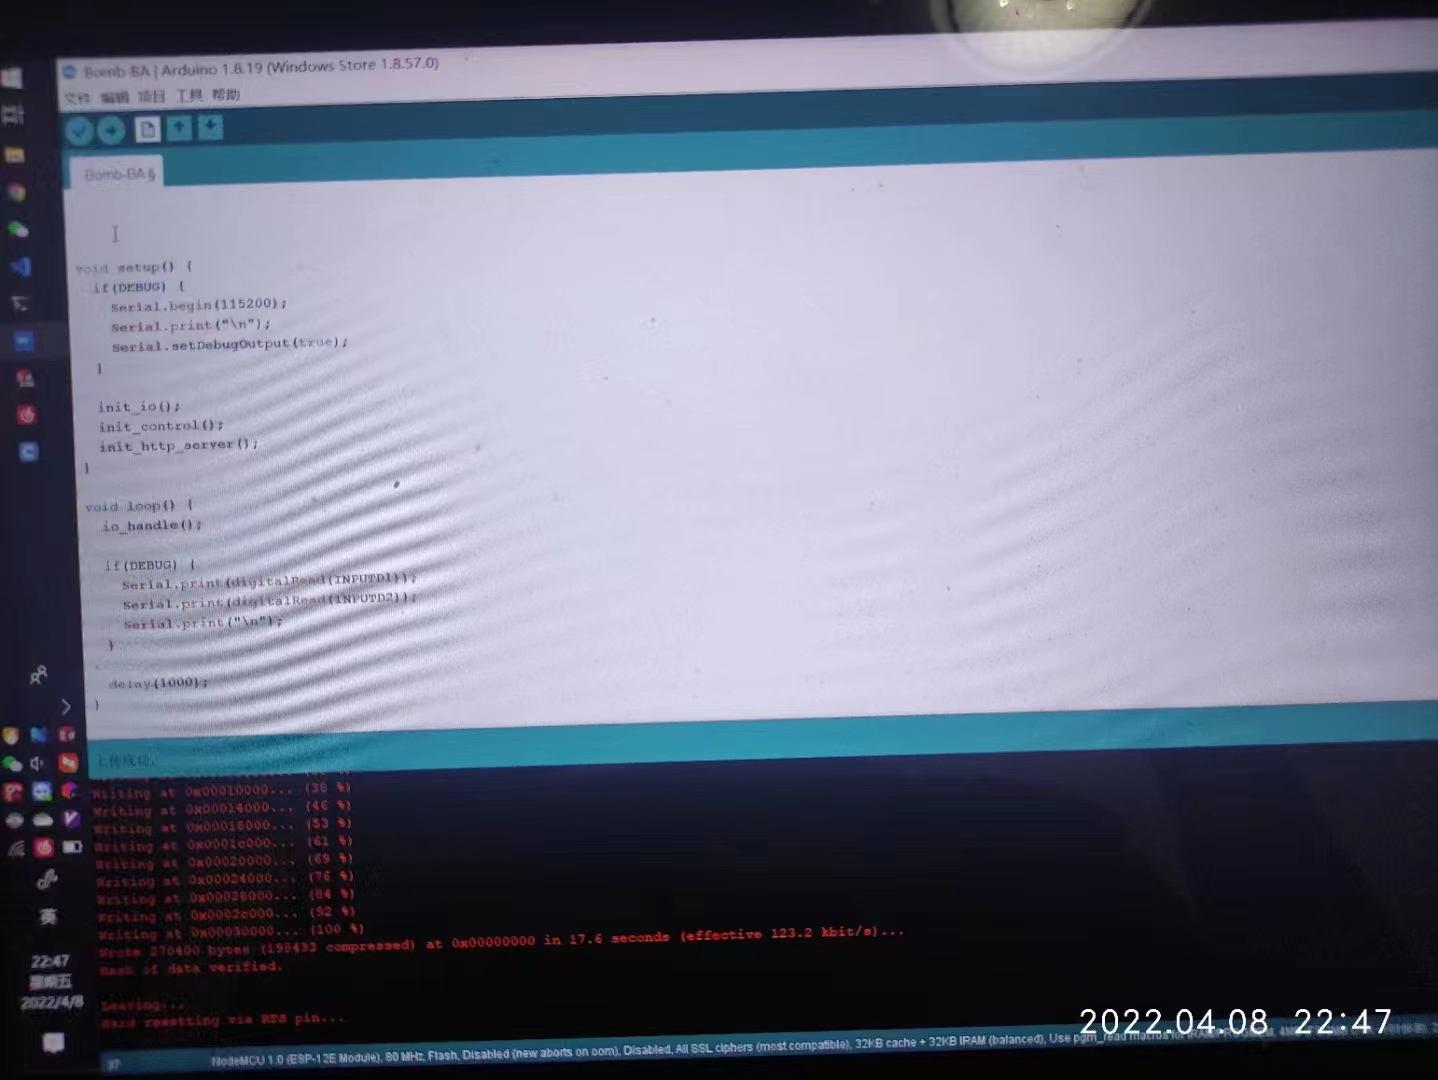 Bomb-BA | Arduino 1.8.19 (Windows Store 1.8.57.0)
文件 编辑 项目 工具 帮助
Bomb-BA §
void setup() {
if(DEBUG) {
Serial.begin(115200);
Serial.print("\n");
Serial.setDebugOutput(true);
}
init_io();
init_control();
init_http_server();
}
void loop() {
io_handle();
if(DEBUG) {
Serial.print(digitalRead(INPUTD1));
Serial.print(digitalRead(INPUTD2));
Serial.print("\n");
}
delay(1000);
}
上传成功。
Writing at 0x00010000... (38 %)
Writing at 0x00014000... (46 %)
Writing at 0x00018000... (53 %)
Writing at 0x0001c000... (61 %)
Writing at 0x00020000... (69 %)
Writing at 0x00024000... (76 %)
Writing at 0x00028000... (84 %)
Writing at 0x0002c000... (92 %)
Writing at 0x00030000... (100 %)
Wrote 270400 bytes (198433 compressed) at 0x00000000 in 17.6 seconds (effective 123.2 kbit/s)...
Hash of data verified.
Leaving...
Hard resetting via RTS pin...
英
22:47
星期五
2022/4/8
2022.04.08 22:47
37
NodeMCU 1.0 (ESP-12E Module), 80 MHz, Flash, Disabled (new aborts on oom), Disabled, All SSL ciphers (most compatible), 32KB cache + 32KB IRAM (balanced), Use pgm_read macros for IRAM/PROGMEM,